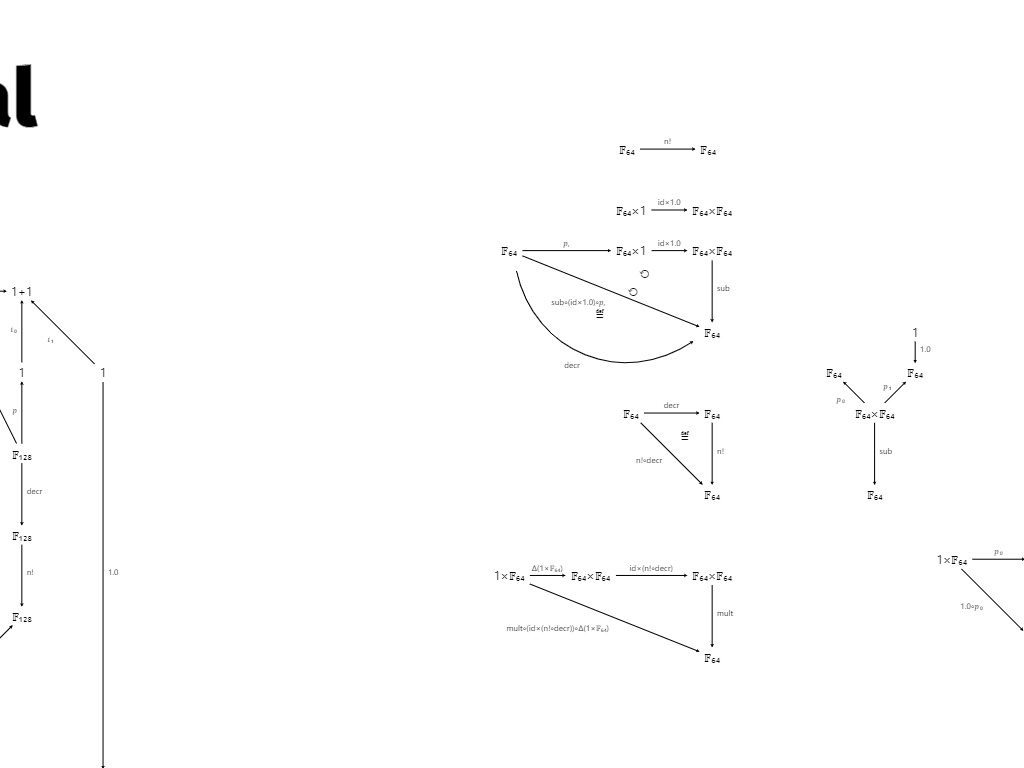 al
n!
𝔽₆₄ 𝔽₆₄
id×1.0
𝔽₆₄×1 𝔽₆₄×𝔽₆₄
p, id×1.0
𝔽₆₄ 𝔽₆₄×1 𝔽₆₄×𝔽₆₄
sub
sub∘(id×1.0)∘p,
≝
𝔽₆₄
decr
1+1
ι₀ ι₁
1 1
p
𝔽₁₂₈
decr
𝔽₁₂₈
n! 1.0
𝔽₁₂₈
decr
𝔽₆₄ 𝔽₆₄
≝
n!∘decr n!
𝔽₆₄
1
1.0
𝔽₆₄ 𝔽₆₄
p₀ p₁
𝔽₆₄×𝔽₆₄
sub
𝔽₆₄
Δ(1×𝔽₆₄) id×(n!∘decr)
1×𝔽₆₄ 𝔽₆₄×𝔽₆₄ 𝔽₆₄×𝔽₆₄
mult
mult∘(id×(n!∘decr))∘Δ(1×𝔽₆₄)
𝔽₆₄
p₀
1×𝔽₆₄
1.0∘p₀